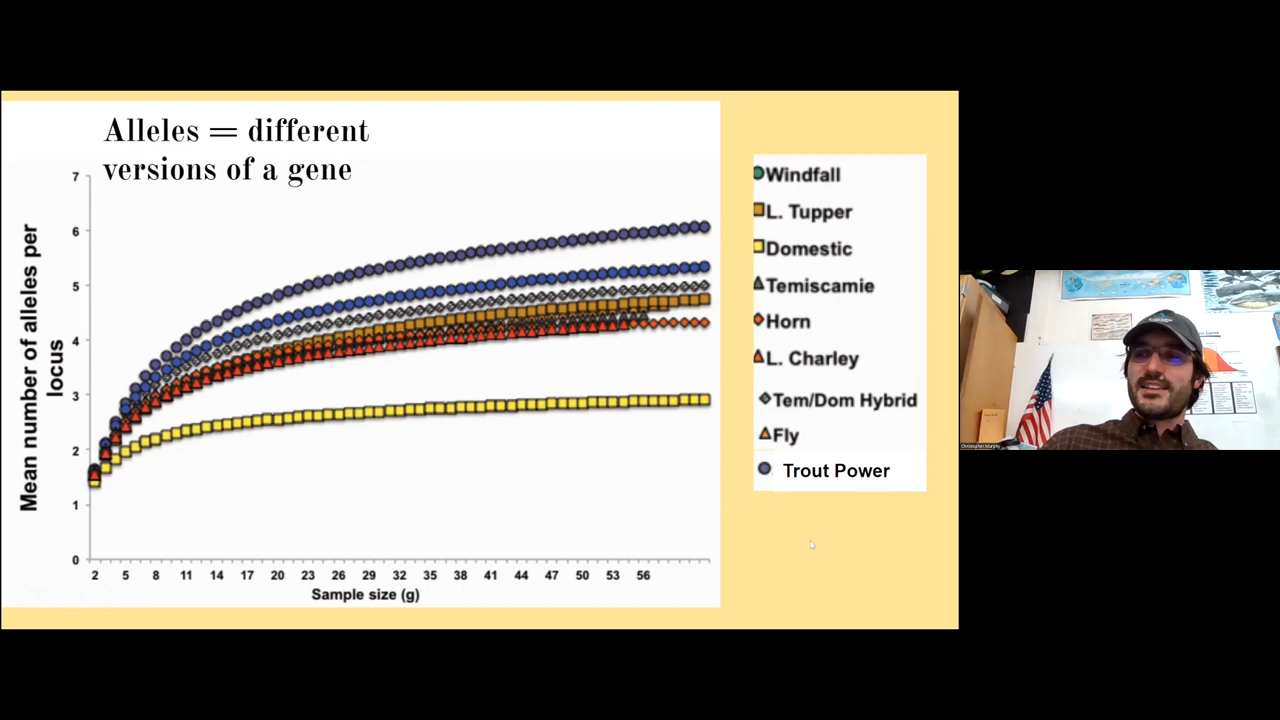 Alleles = different
versions of a gene
7
6
5
4
3
2
1
0
Mean number of alleles per
locus
2 5 8 11 14 17 20 23 26 29 32 35 38 41 44 47 50 53 56
Sample size (g)
Windfall
L. Tupper
Domestic
Temiscamie
Horn
L. Charley
Tem/Dom Hybrid
Fly
Trout Power
Christopher Murphy